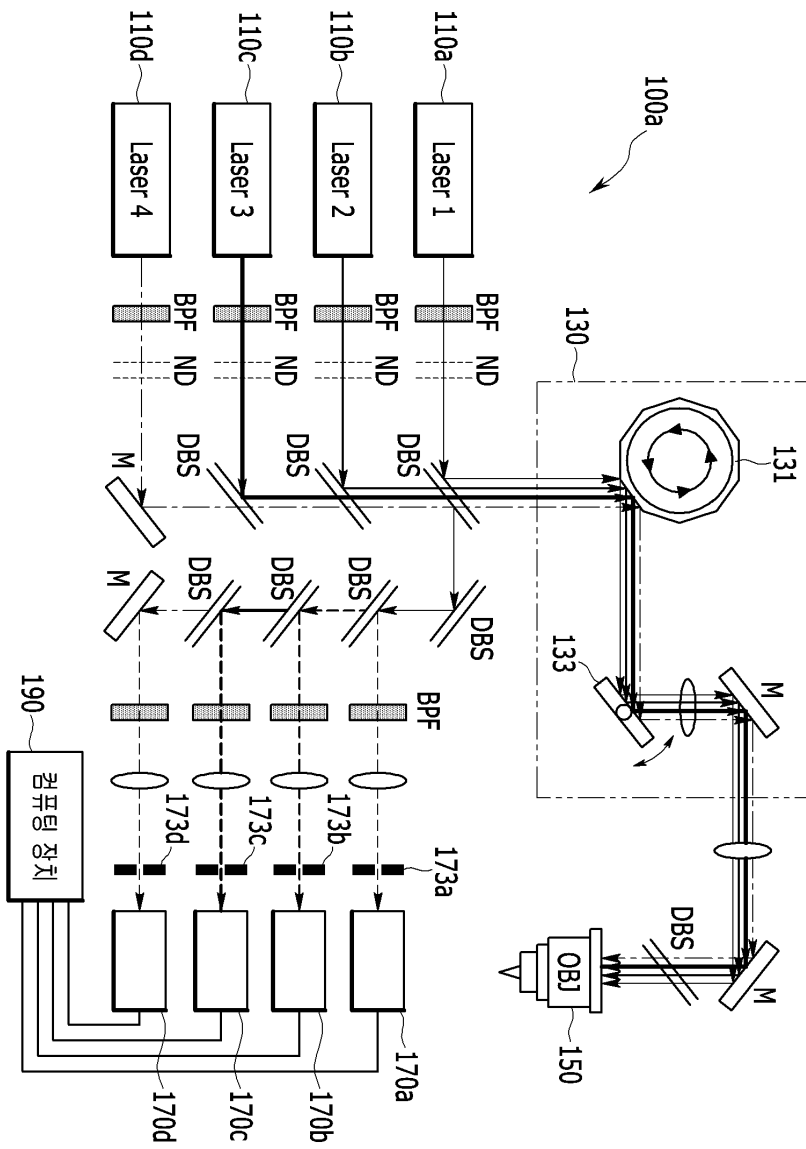 100a
130
131
M
M
133
DBS
OBJ
150
110a
Laser 1
BPF
ND
DBS
DBS
110b
Laser 2
BPF
ND
DBS
110c
Laser 3
BPF
ND
DBS
110d
Laser 4
BPF
ND
M
DBS
DBS
DBS
M
BPF
173a
173b
173c
173d
170a
170b
170c
170d
190
컴퓨팅 장치